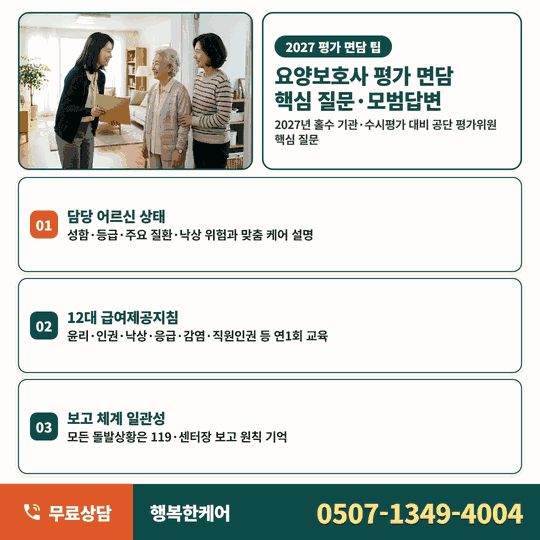 2027 평가 면담 팁
요양보호사 평가 면담
핵심 질문·모범답변
2027년 홀수 기관·수시평가 대비 공단 평가위원
핵심 질문
01
담당 어르신 상태
성함·등급·주요 질환·낙상 위험과 맞춤 케어 설명
02
12대 급여제공지침
윤리·인권·낙상·응급·감염·직원인권 등 연1회 교육
03
보고 체계 일관성
모든 돌발상황은 119·센터장 보고 원칙 기억
무료상담
행복한케어
0507-1349-4004